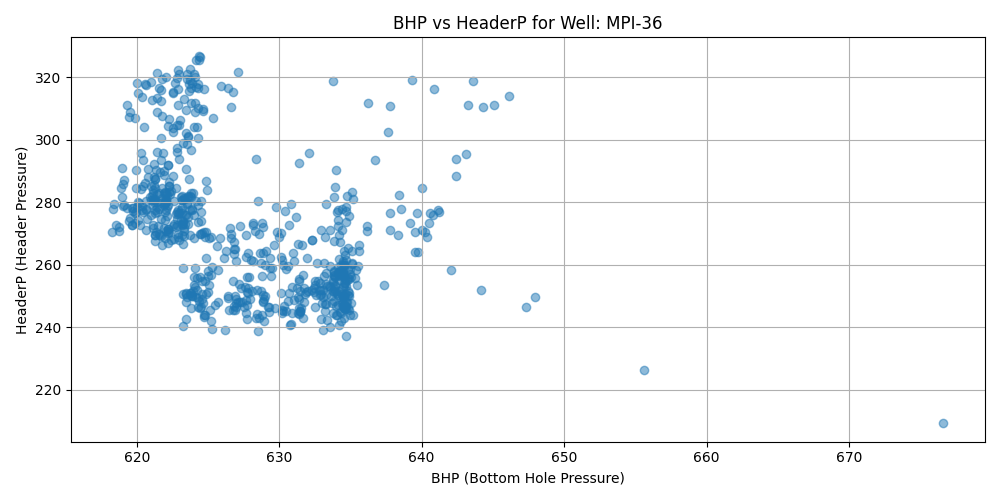 BHP vs HeaderP for Well: MPI-36
HeaderP (Header Pressure)
320
300
280
260
240
220
620 630 640 650 660 670
BHP (Bottom Hole Pressure)